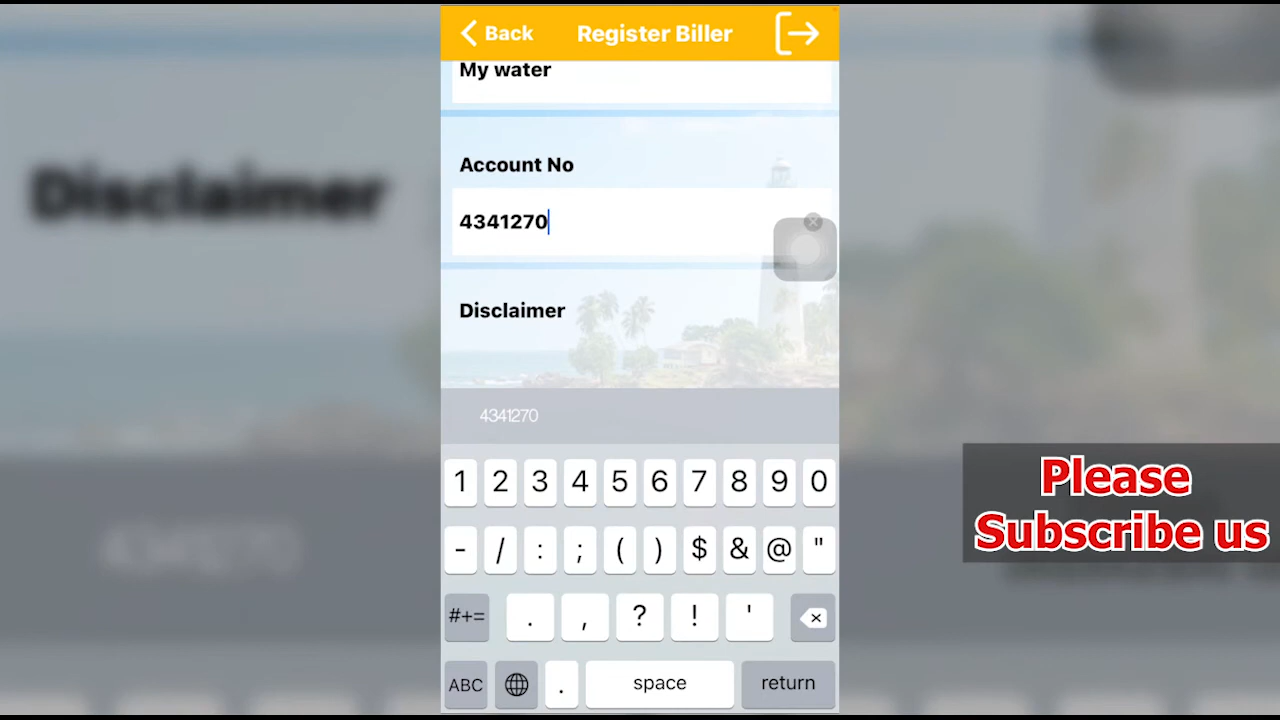 Back Register Biller
My water
Account No
4341270
Disclaimer
Disclaimer
4341270
4341270
1 2 3 4 5 6 7 8 9 0
- / : ; ( ) $ & @ "
#+= . , ? ! '
ABC . space return
Please
Subscribe us